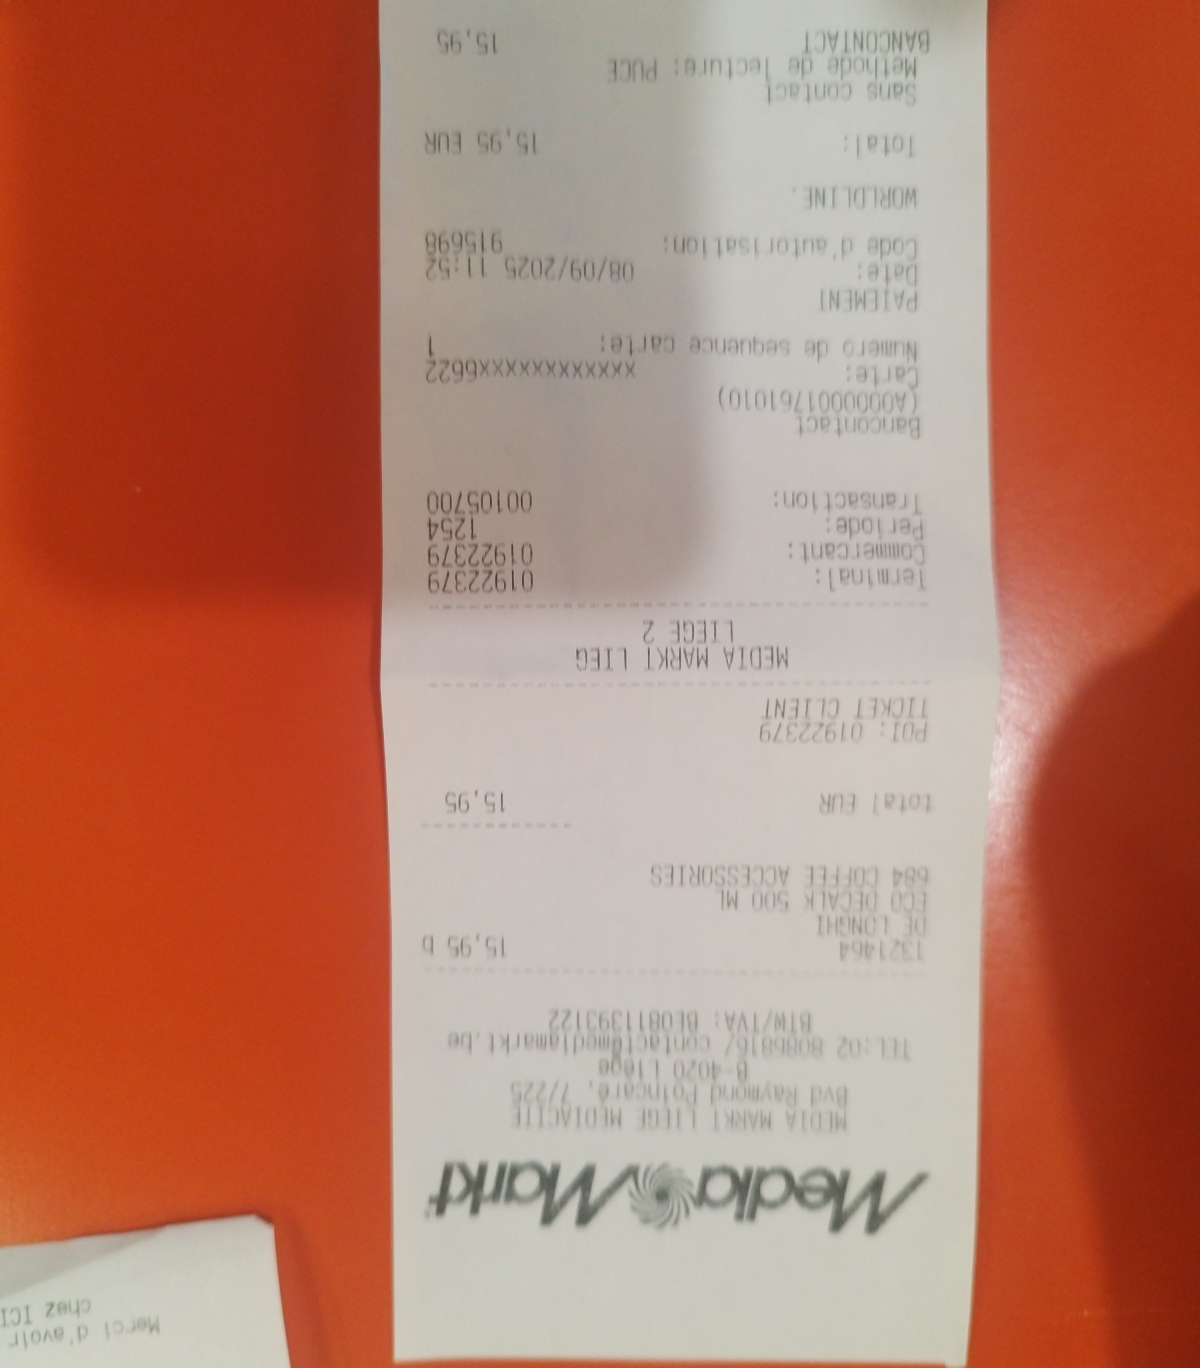 Media Markt
MEDIA MARKT LIEGE MEDIACITE
Bvd Raymond Poincaré, 7/225
B-4020 Liège
TEL:02 8086816/ contact@mediamarkt.be
BTW/TVA: BE0811393122
1321464 15,95 b
DE LONGHI
ECO DECALK 500 ML
684 COFFEE ACCESSORIES
total EUR 15,95
POI: 01922379
TICKET CLIENT
MEDIA MARKT LIEG
LIEGE 2
Terminal: 01922379
Commercant: 01922379
Periode: 1254
Transaction: 00105700
Bancontact
(A0000001761010)
Carte: xxxxxxxxxxxxx6622
Numero de sequence carte: 1
PAIEMENT
Date: 08/09/2025 11:52
Code d'autorisation: 915698
WORLDLINE.
Total: 15,95 EUR
Sans contact
Methode de lecture: PUCE
BANCONTACT 15,95
Merci d'avoir
chez ICI